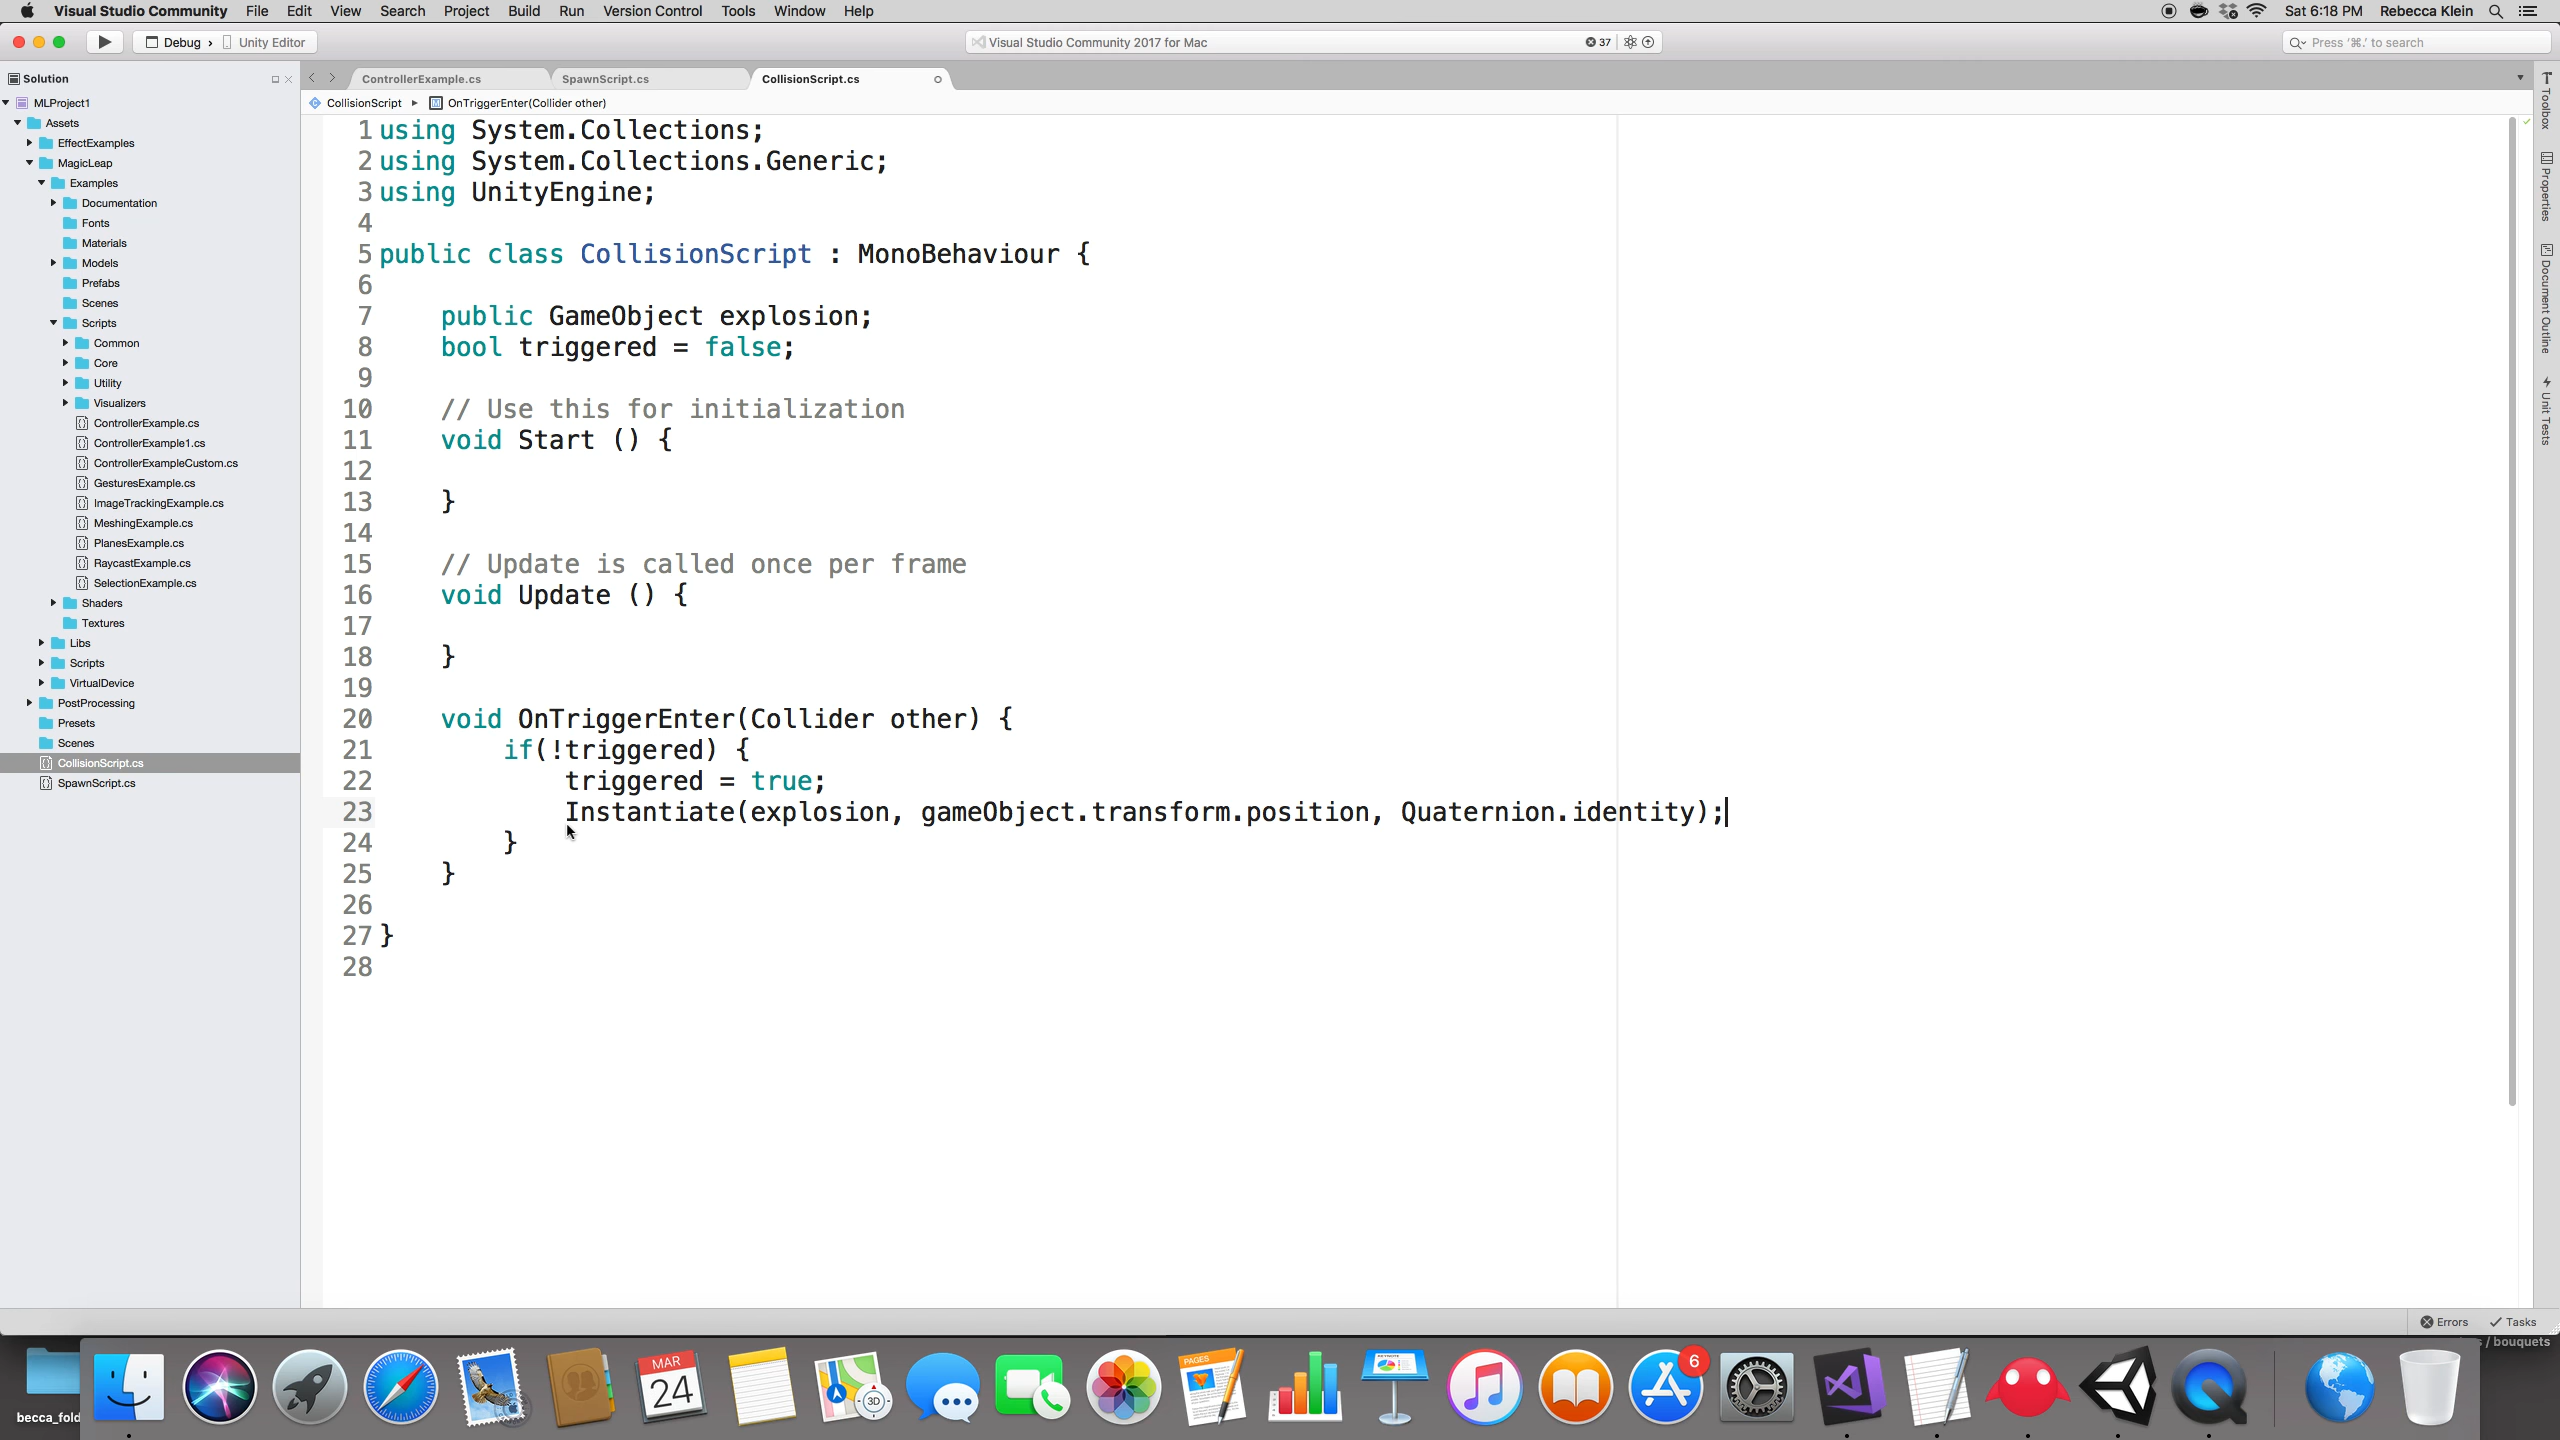 Visual Studio Community File Edit View Search Project Build Run Version Control Tools Window Help Sat 6:18 PM Rebecca Klein
Debug › Unity Editor Visual Studio Community 2017 for Mac 37 Press '⌘.' to search
Solution
ControllerExample.cs SpawnScript.cs CollisionScript.cs
CollisionScript OnTriggerEnter(Collider other)
MLProject1
Assets
EffectExamples
MagicLeap
Examples
Documentation
Fonts
Materials
Models
Prefabs
Scenes
Scripts
Common
Core
Utility
Visualizers
ControllerExample.cs
ControllerExample1.cs
ControllerExampleCustom.cs
GesturesExample.cs
ImageTrackingExample.cs
MeshingExample.cs
PlanesExample.cs
RaycastExample.cs
SelectionExample.cs
Shaders
Textures
Libs
Scripts
VirtualDevice
PostProcessing
Presets
Scenes
CollisionScript.cs
SpawnScript.cs
1 using System.Collections;
2 using System.Collections.Generic;
3 using UnityEngine;
4
5 public class CollisionScript : MonoBehaviour {
6
7 public GameObject explosion;
8 bool triggered = false;
9
10 // Use this for initialization
11 void Start () {
12
13 }
14
15 // Update is called once per frame
16 void Update () {
17
18 }
19
20 void OnTriggerEnter(Collider other) {
21 if(!triggered) {
22 triggered = true;
23 Instantiate(explosion, gameObject.transform.position, Quaternion.identity);
24 }
25 }
26
27 }
28
Toolbox
Properties
Document Outline
Unit Tests
Errors Tasks
/ bouquets
becca_fold
MAR
24
3D
PAGES
6